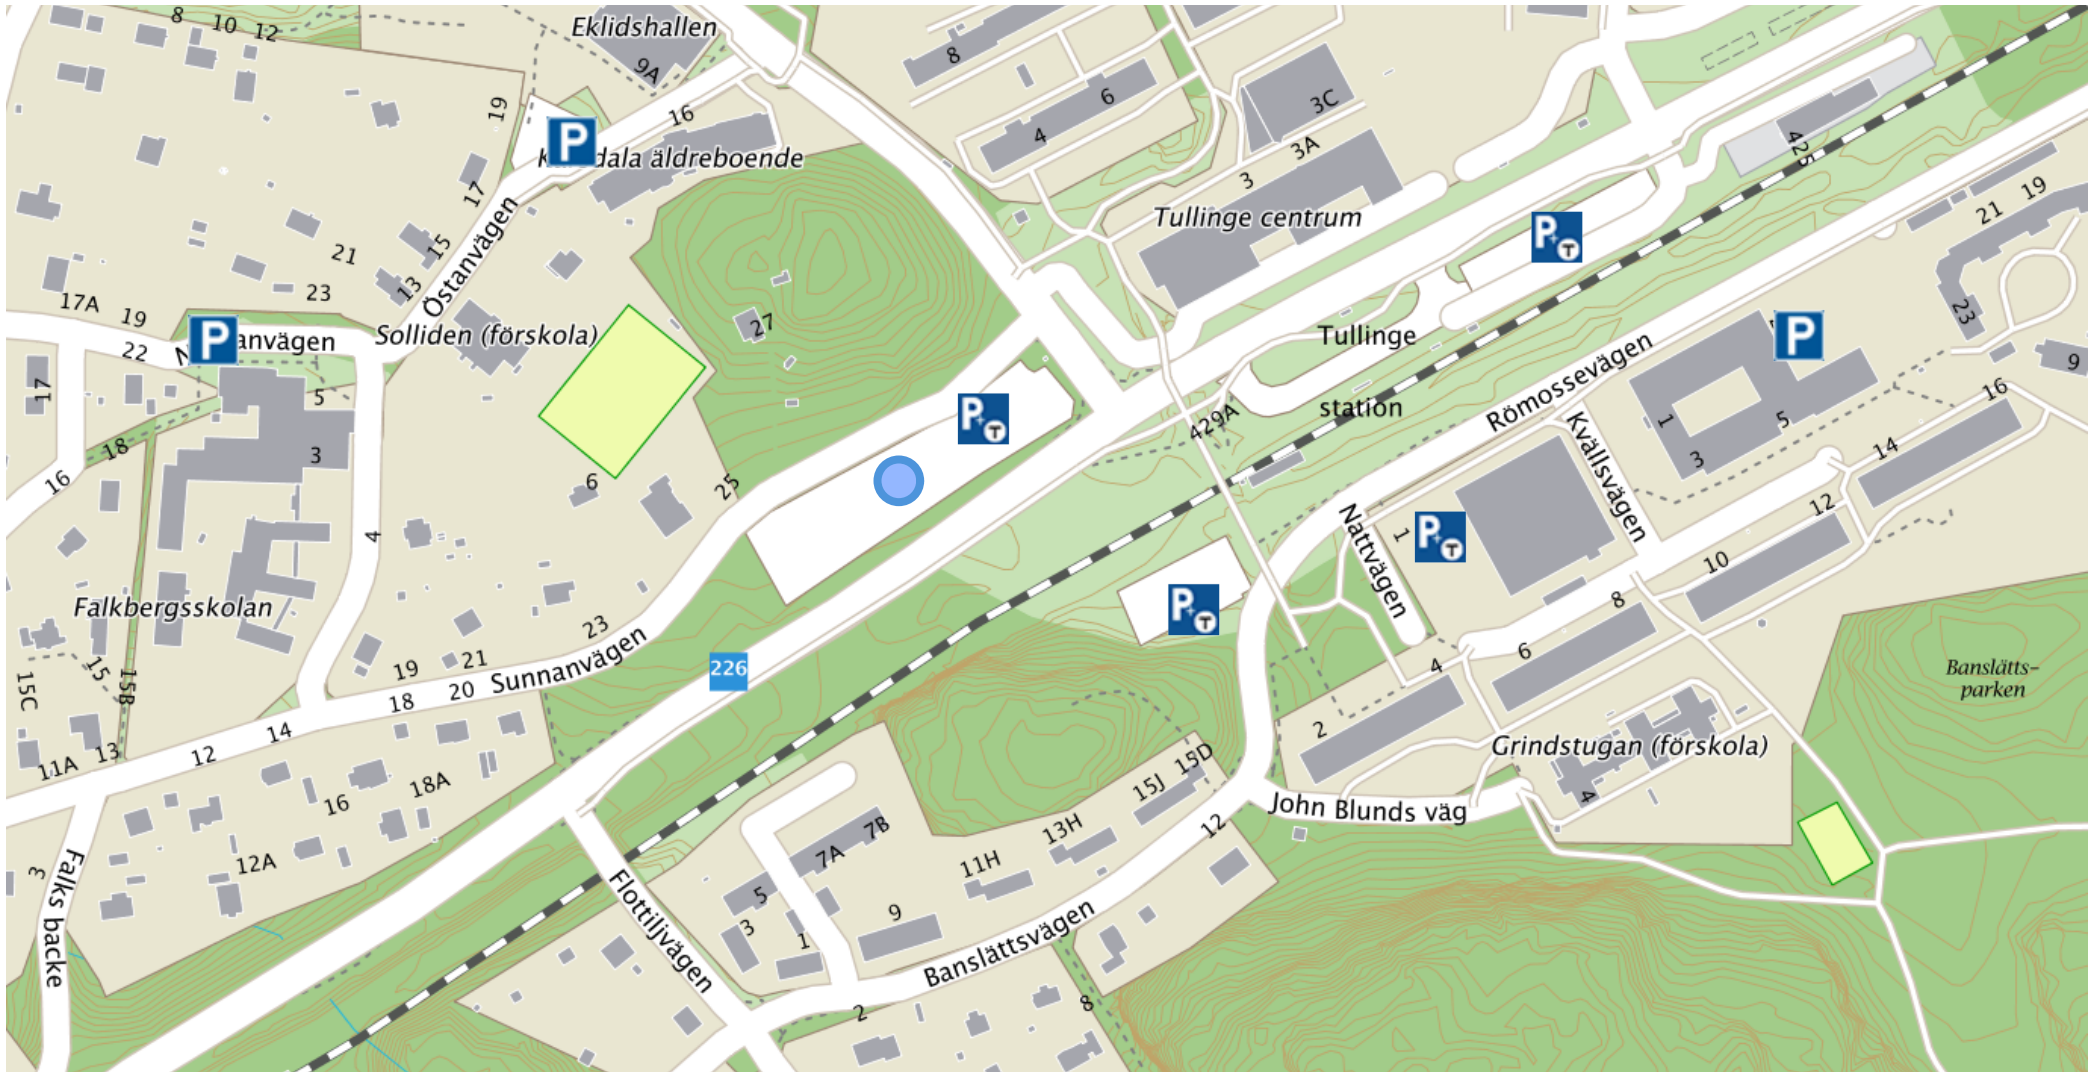 8
10
12
Eklidshallen
9A
8
6
4
3C
3A
3
19
16
P
dala äldreboende
17
15
13
Östanvägen
21
23
17A
19
22
P
anvägen
Solliden (förskola)
27
Tullinge centrum
425
P+T
21
19
23
9
Tullinge
station
429A
Römossevägen
P
1
3
5
16
14
12
10
8
6
4
2
Kvällsvägen
Nattvägen
1
P+T
P+T
P+T
17
5
3
18
16
6
25
4
Falkbergsskolan
15
15B
15C
23
21
19
Sunnanvägen
20
18
14
12
13
11A
226
16
18A
12A
3
Falks backe
Flottiljvägen
7B
7A
5
3
1
9
11H
13H
15J
15D
12
Banslättsvägen
2
8
John Blunds väg
Grindstugan (förskola)
4
Banslätts-
parken